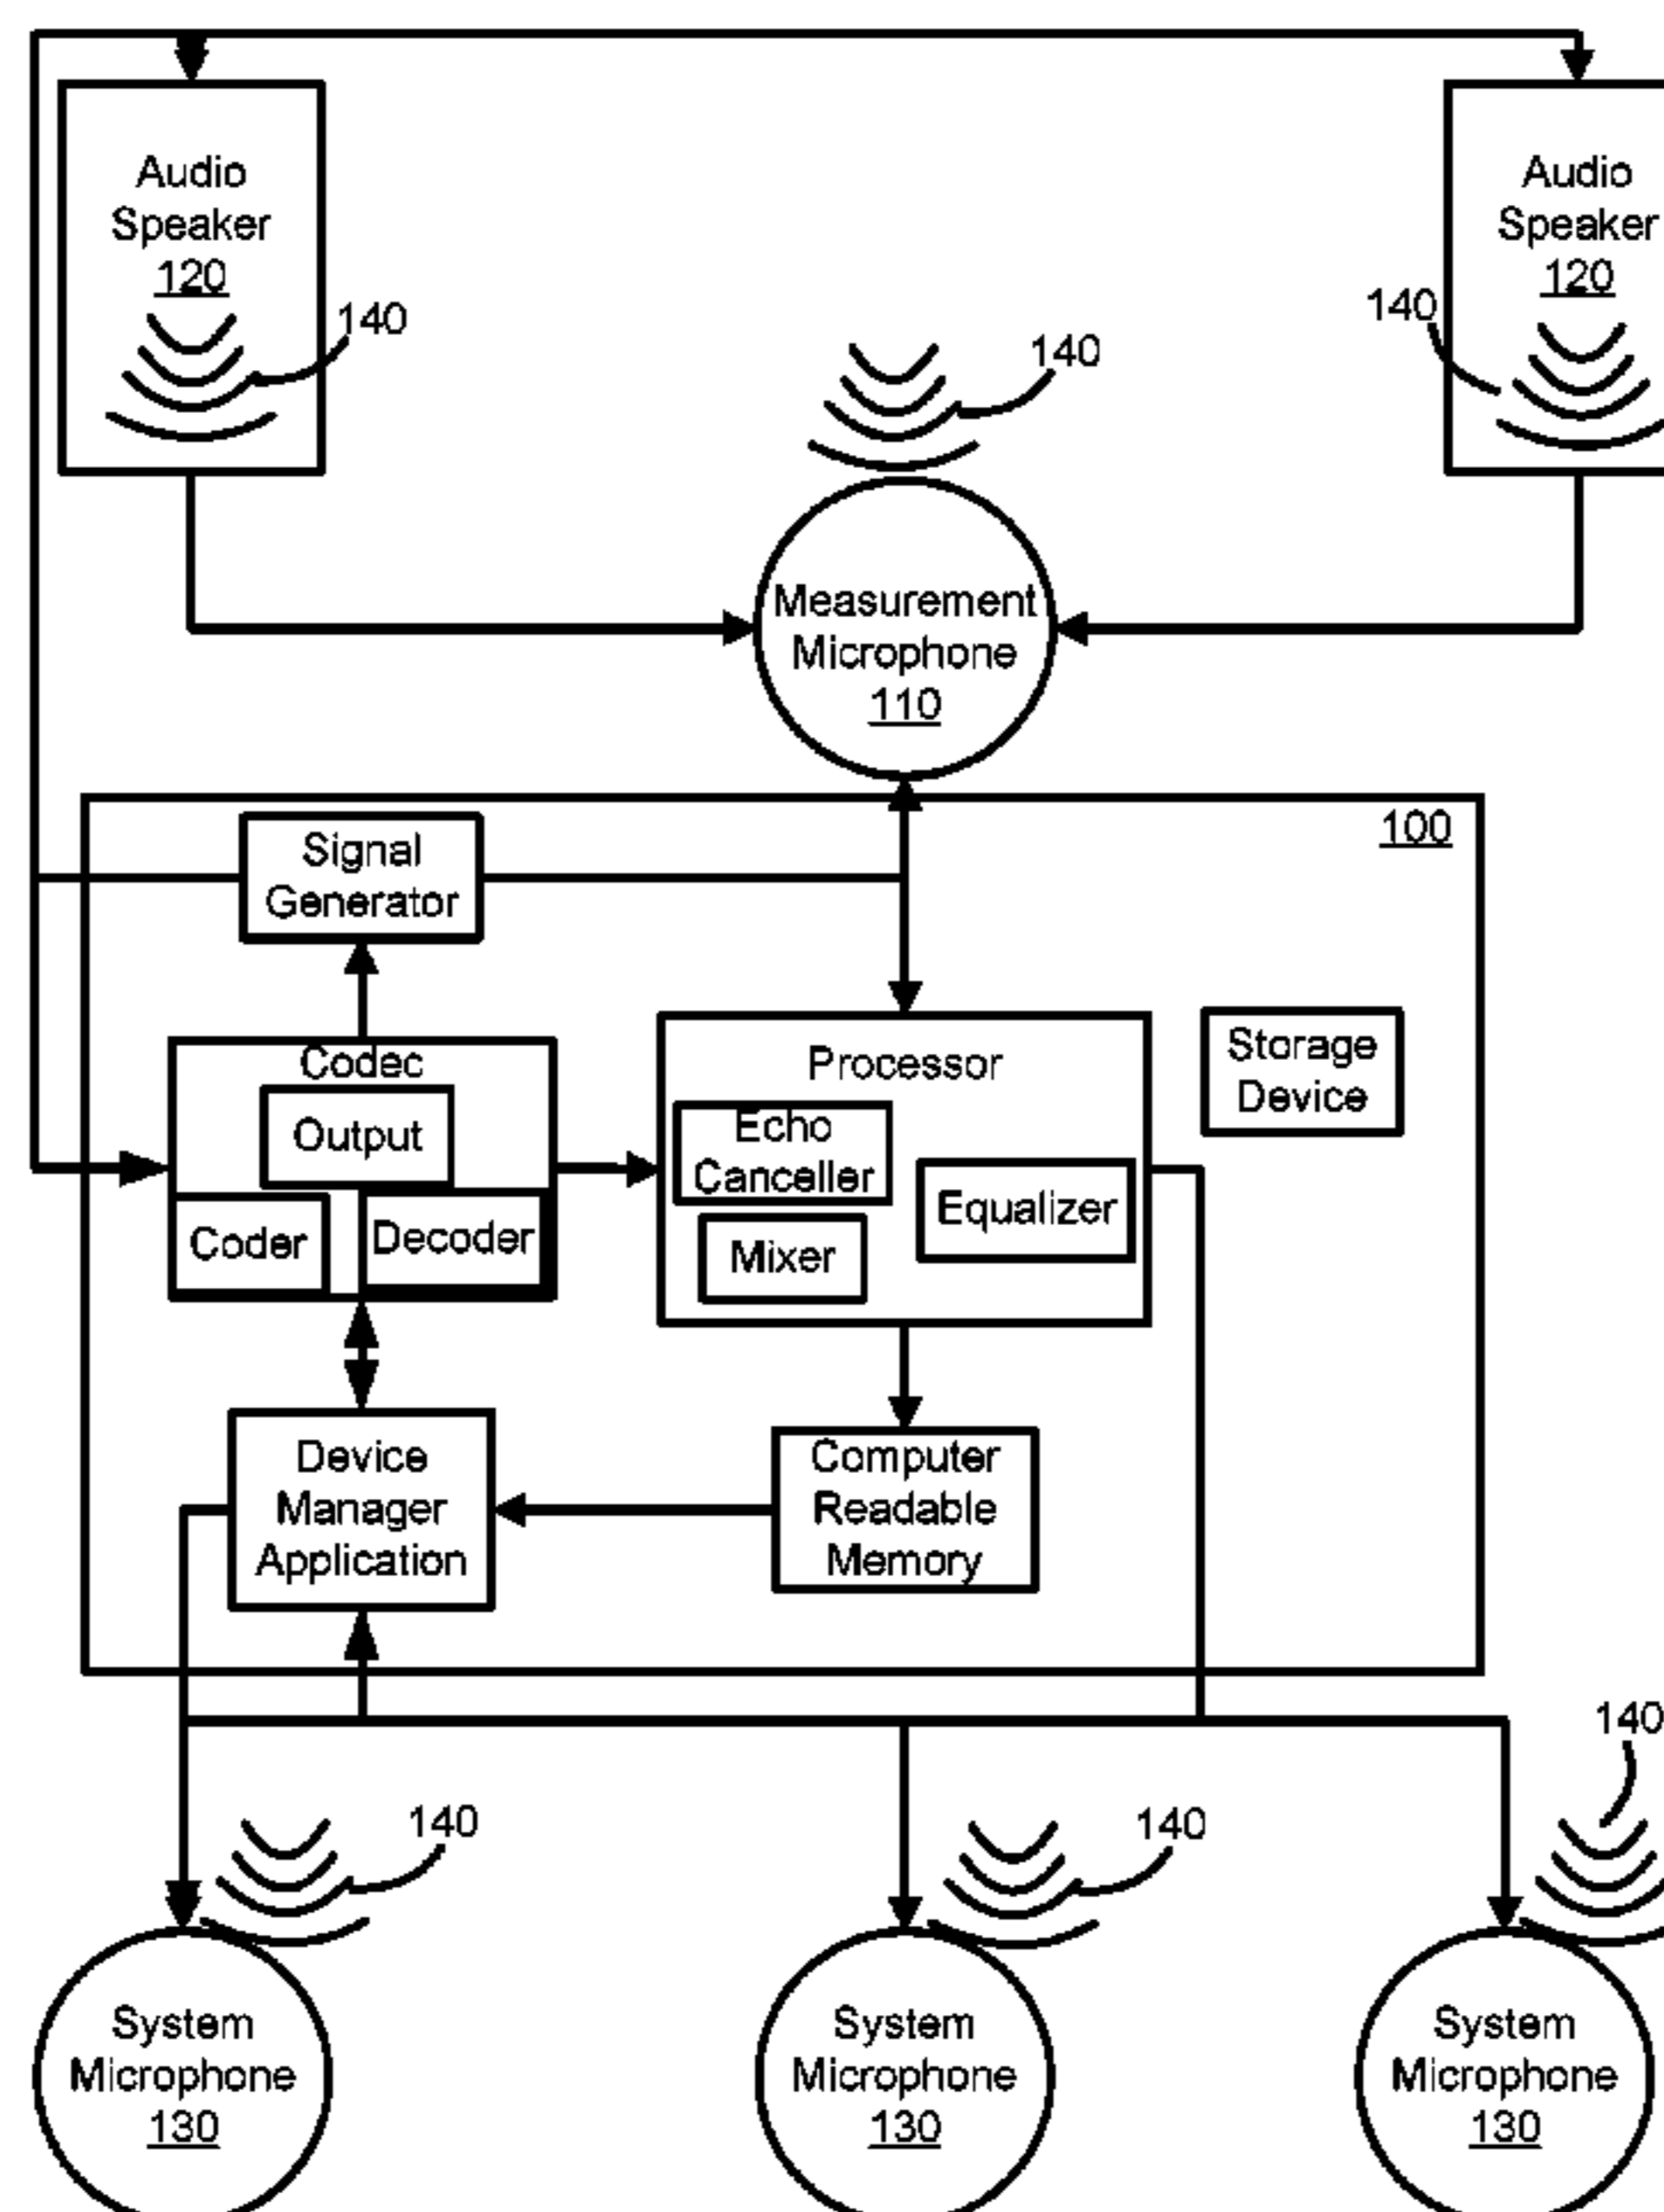 Audio
Speaker
120
140
Audio
Speaker
120
140
140
Measurement
Microphone
110
100
Signal
Generator
Codec
Output
Coder
Decoder
Processor
Echo
Canceller
Mixer
Equalizer
Storage
Device
Device
Manager
Application
Computer
Readable
Memory
140
140
140
System
Microphone
130
System
Microphone
130
System
Microphone
130